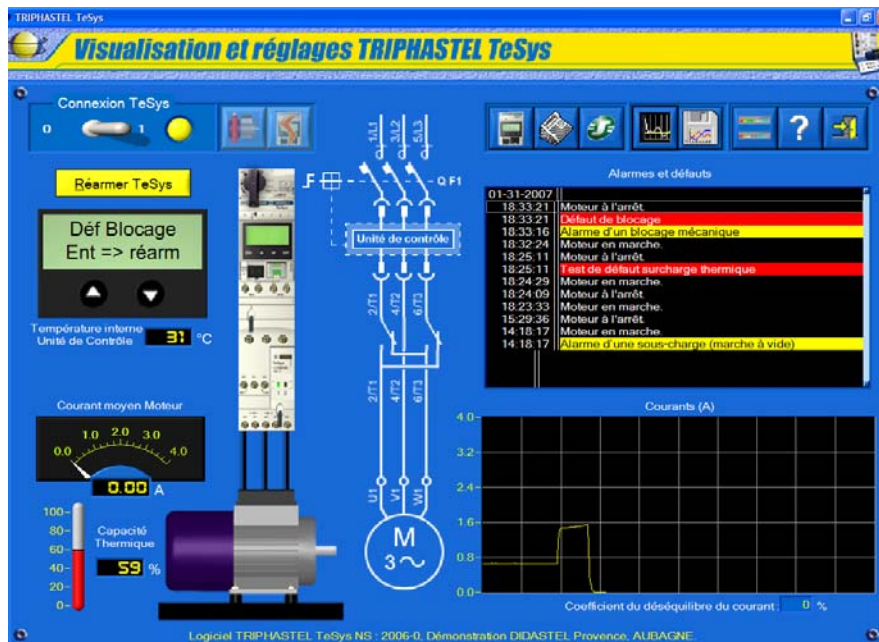 TRIPHASTEL TeSys
Visualisation et réglages TRIPHASTEL TeSys
Connexion TeSys
0 1
Réarmer TeSys
Déf Blocage
Ent => réarm
Température interne
Unité de Contrôle 31 °C
Courant moyen Moteur
0.0 1.0 2.0 3.0 4.0
0.00 A
100-
80-
60-
40-
20-
0-
Capacité
Thermique
59 %
1/L1 3/L2 5/L3
Q F1
Unité de contrôle
2/T1 4/T2 6/T3
2/T1 4/T2 6/T3
U1 V1 W1
M
3~
?
Alarmes et défauts
01-31-2007
18:33:21 Moteur à l'arrêt.
18:33:21 Défaut de blocage
18:33:16 Alarme d'un blocage mécanique
18:32:24 Moteur en marche.
18:25:11 Moteur à l'arrêt.
18:25:11 Test de défaut surcharge thermique
18:24:29 Moteur en marche.
18:24:09 Moteur à l'arrêt.
18:23:33 Moteur en marche.
15:29:36 Moteur à l'arrêt.
14:18:17 Moteur en marche.
14:18:17 Alarme d'une sous-charge (marche à vide)
Courants (A)
4.0-
3.2-
2.4-
1.6-
0.8-
0.0-
Coefficient du déséquilibre du courant : 0 %
Logiciel TRIPHASTEL TeSys NS : 2006-0, Démonstration DIDASTEL Provence, AUBAGNE.